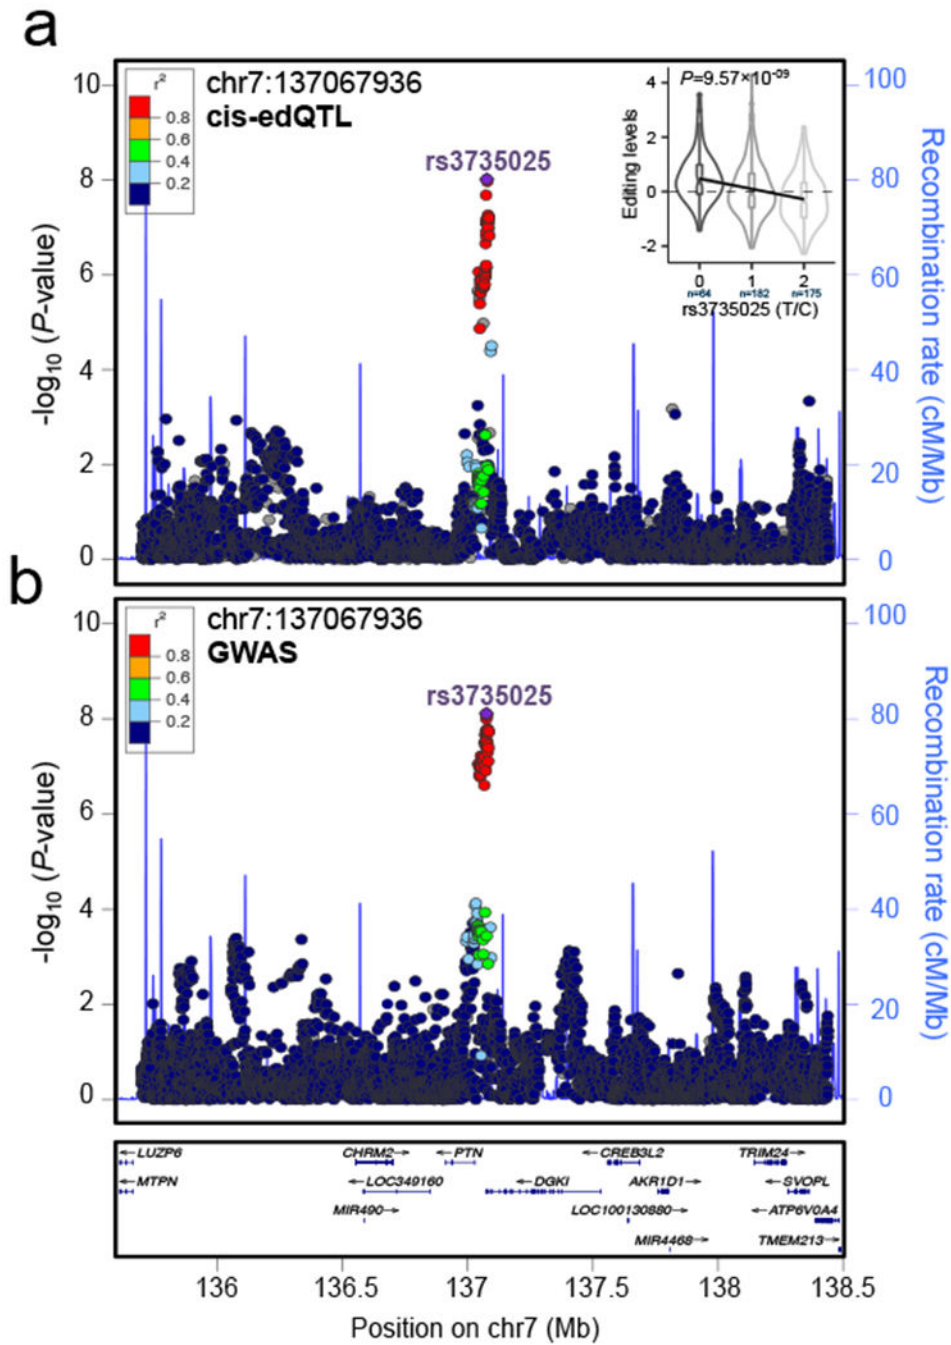 a
chr7:137067936
cis-edQTL
r²
0.8
0.6
0.4
0.2
rs3735025
P=9.57×10⁻⁰⁹
Editing levels
4
2
0
-2
0 1 2
n=64 n=182 n=175
rs3735025 (T/C)
-log₁₀ (P-value)
10
8
6
4
2
0
Recombination rate (cM/Mb)
100
80
60
40
20
0
b
chr7:137067936
GWAS
r²
0.8
0.6
0.4
0.2
rs3735025
-log₁₀ (P-value)
10
8
6
4
2
0
Recombination rate (cM/Mb)
100
80
60
40
20
0
←LUZP6 CHRM2→ ←PTN ←CREB3L2 TRIM24→
←MTPN ←LOC349160 ←DGKI AKR1D1→ ←SVOPL
MIR490→ LOC100130880→ ←ATP6V0A4
MIR4468→ TMEM213→
136 136.5 137 137.5 138 138.5
Position on chr7 (Mb)